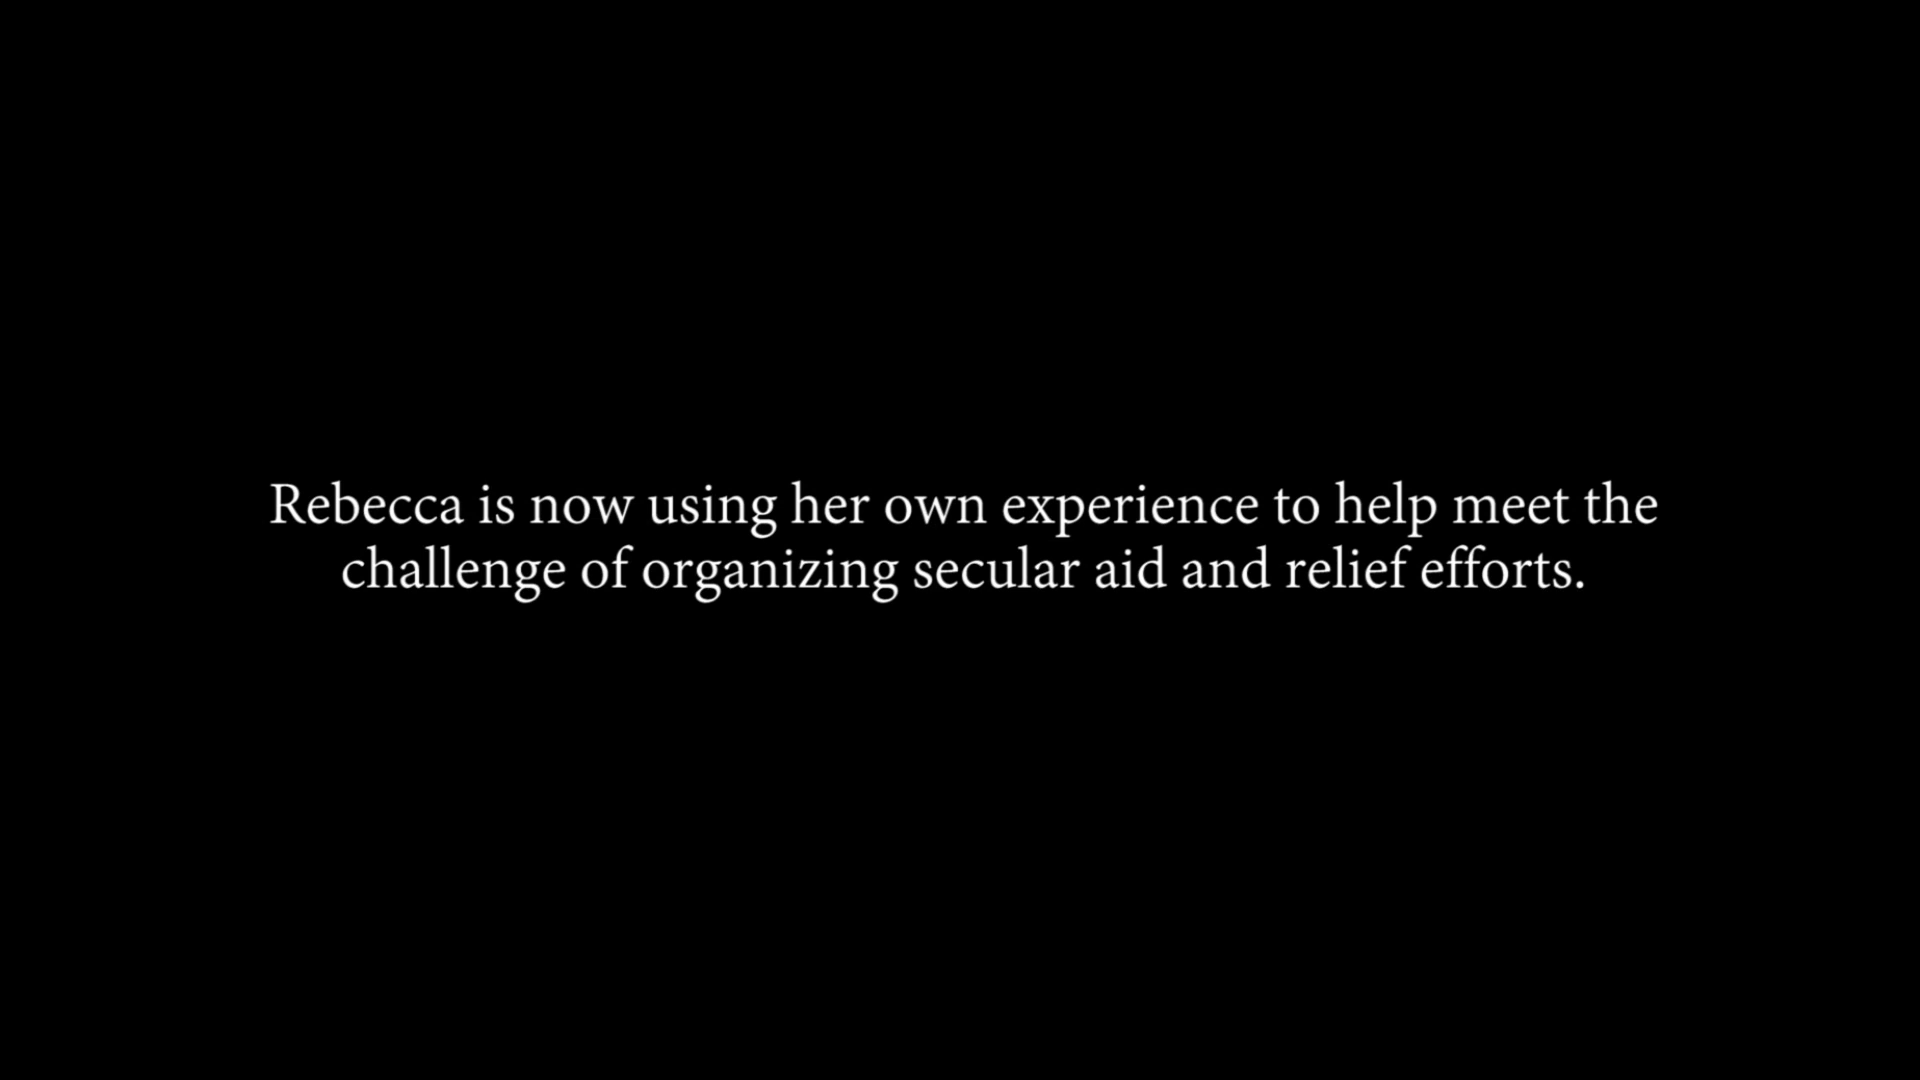 Rebecca is now using her own experience to help meet the
challenge of organizing secular aid and relief efforts.